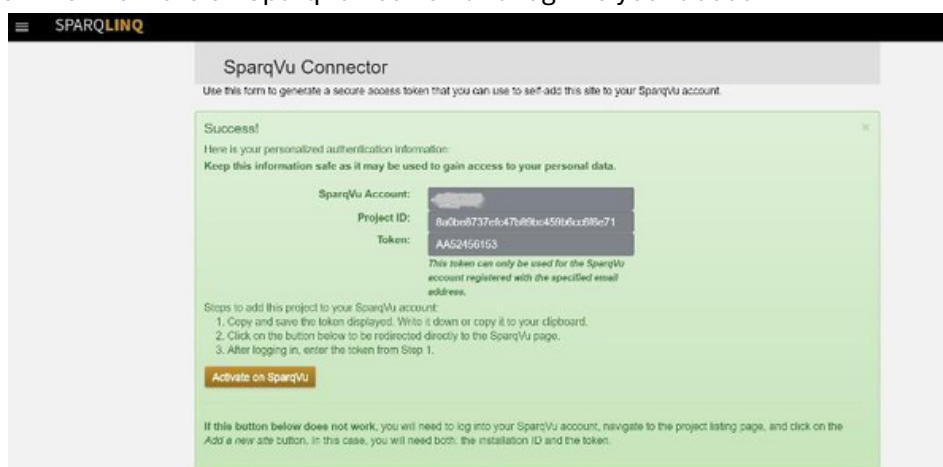 SPARQLINQ
SparqVu Connector
Use this form to generate a secure access token that you can use to self-add this site to your SparqVu account.
Success!
Here is your personalized authentication information:
Keep this information safe as it may be used to gain access to your personal data.
SparqVu Account:
Project ID:
Token: AA52456153
This token can only be used for the SparqVu
account registered with the specified email
address.
Steps to add this project to your SparqVu account:
1. Copy and save the token displayed. Write it down or copy it to your clipboard.
2. Click on the button below to be redirected directly to the SparqVu page.
3. After logging in, enter the token from Step 1.
Activate on SparqVu
If this button below does not work, you will need to log into your SparqVu account, navigate to the project listing page, and click on the
Add a new site button. In this case, you will need both: the installation ID and the token.